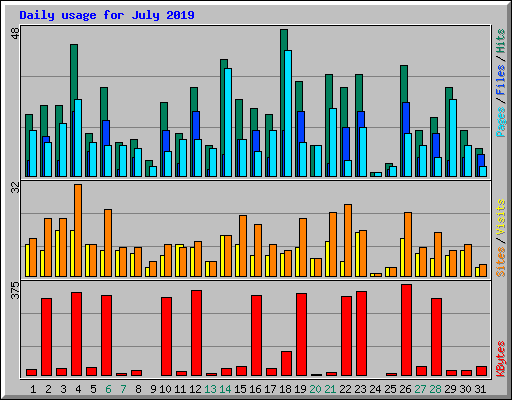 Daily usage for July 2019
48
Pages / Files / Hits
32
Sites / Visits
375
KBytes
1 2 3 4 5 6 7 8 9 10 11 12 13 14 15 16 17 18 19 20 21 22 23 24 25 26 27 28 29 30 31